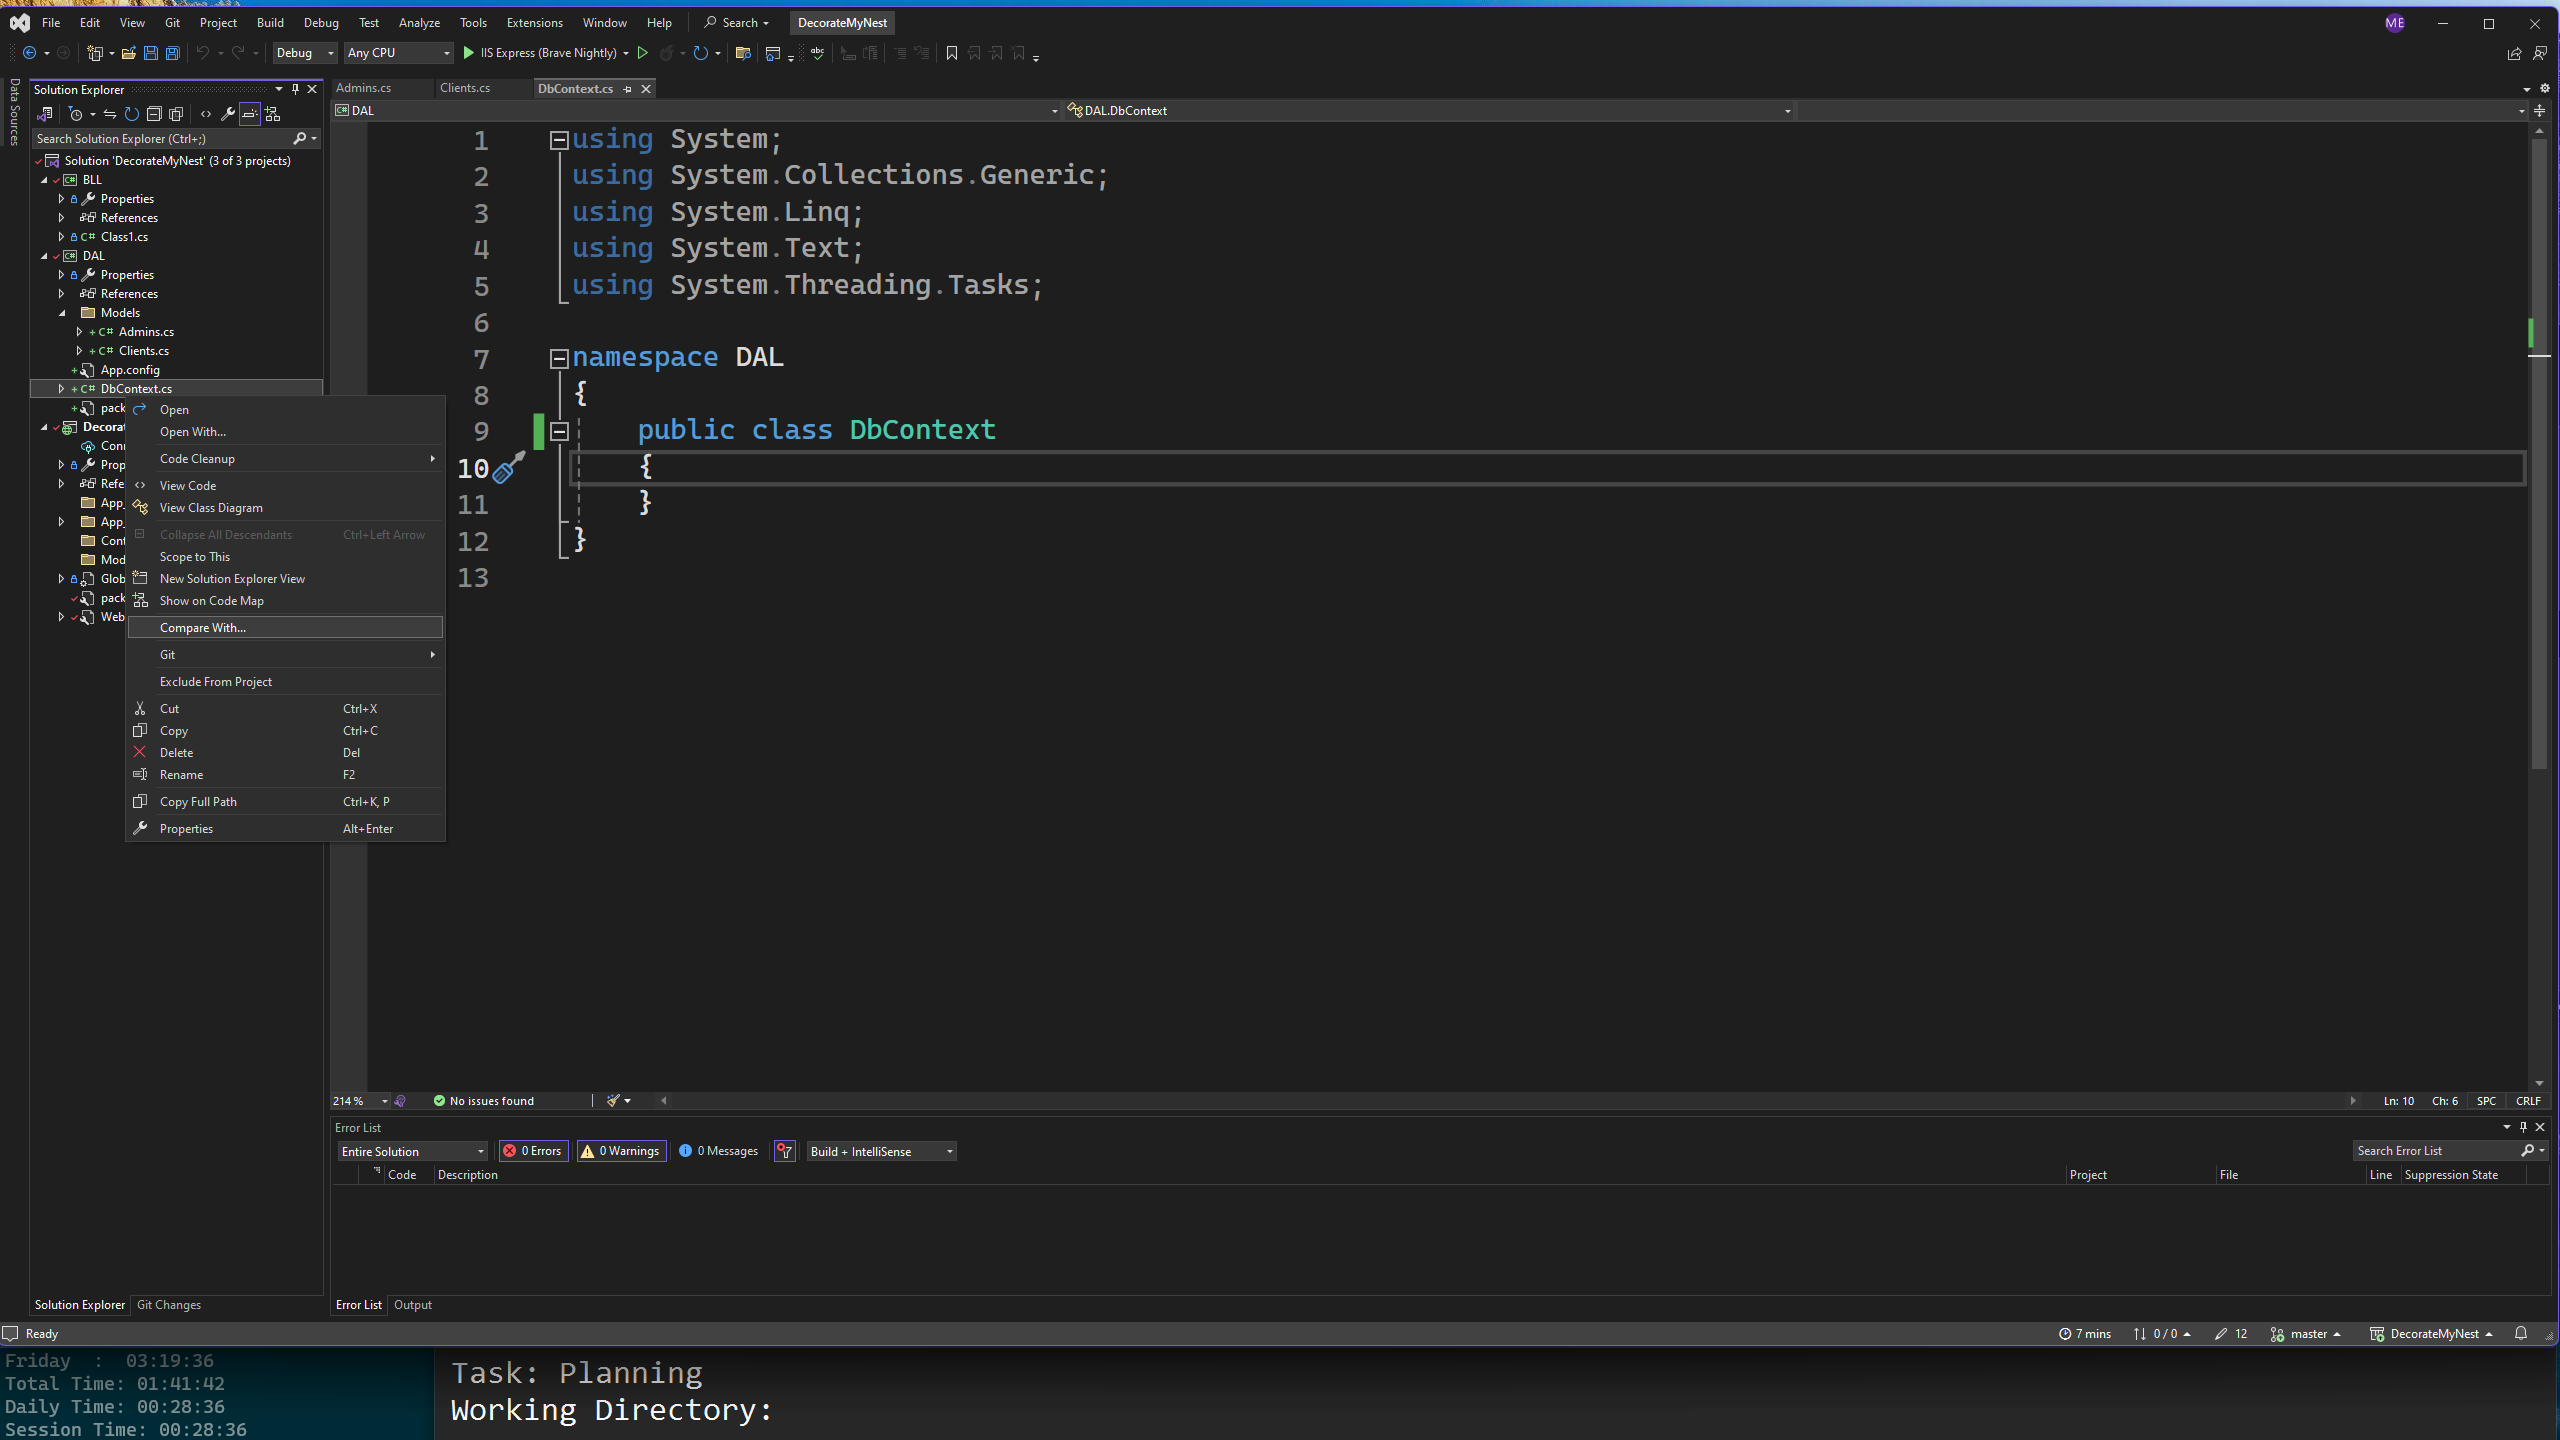 File Edit View Git Project Build Debug Test Analyze Tools Extensions Window Help Search DecorateMyNest ME
Debug Any CPU IIS Express (Brave Nightly)
Data Sources
Solution Explorer
Search Solution Explorer (Ctrl+;)
Solution 'DecorateMyNest' (3 of 3 projects)
BLL
Properties
References
C# Class1.cs
DAL
Properties
References
Models
C# Admins.cs
C# Clients.cs
App.config
C# DbContext.cs
pack
Decorat
Conn
Prop
Refe
App_
App_
Cont
Mod
Glob
pack
Web
Open
Open With...
Code Cleanup
View Code
View Class Diagram
Collapse All Descendants Ctrl+Left Arrow
Scope to This
New Solution Explorer View
Show on Code Map
Compare With...
Git
Exclude From Project
Cut Ctrl+X
Copy Ctrl+C
Delete Del
Rename F2
Copy Full Path Ctrl+K, P
Properties Alt+Enter
Solution Explorer Git Changes
Admins.cs Clients.cs DbContext.cs
C# DAL DAL.DbContext
1 using System;
2 using System.Collections.Generic;
3 using System.Linq;
4 using System.Text;
5 using System.Threading.Tasks;
6
7 namespace DAL
8 {
9 public class DbContext
10 {
11 }
12 }
13
214 % No issues found Ln: 10 Ch: 6 SPC CRLF
Error List
Entire Solution 0 Errors 0 Warnings 0 Messages Build + IntelliSense Search Error List
Code Description Project File Line Suppression State
Error List Output
Ready 7 mins 0 / 0 12 master DecorateMyNest
Friday : 03:19:36
Total Time: 01:41:42
Daily Time: 00:28:36
Session Time: 00:28:36
Task: Planning
Working Directory: